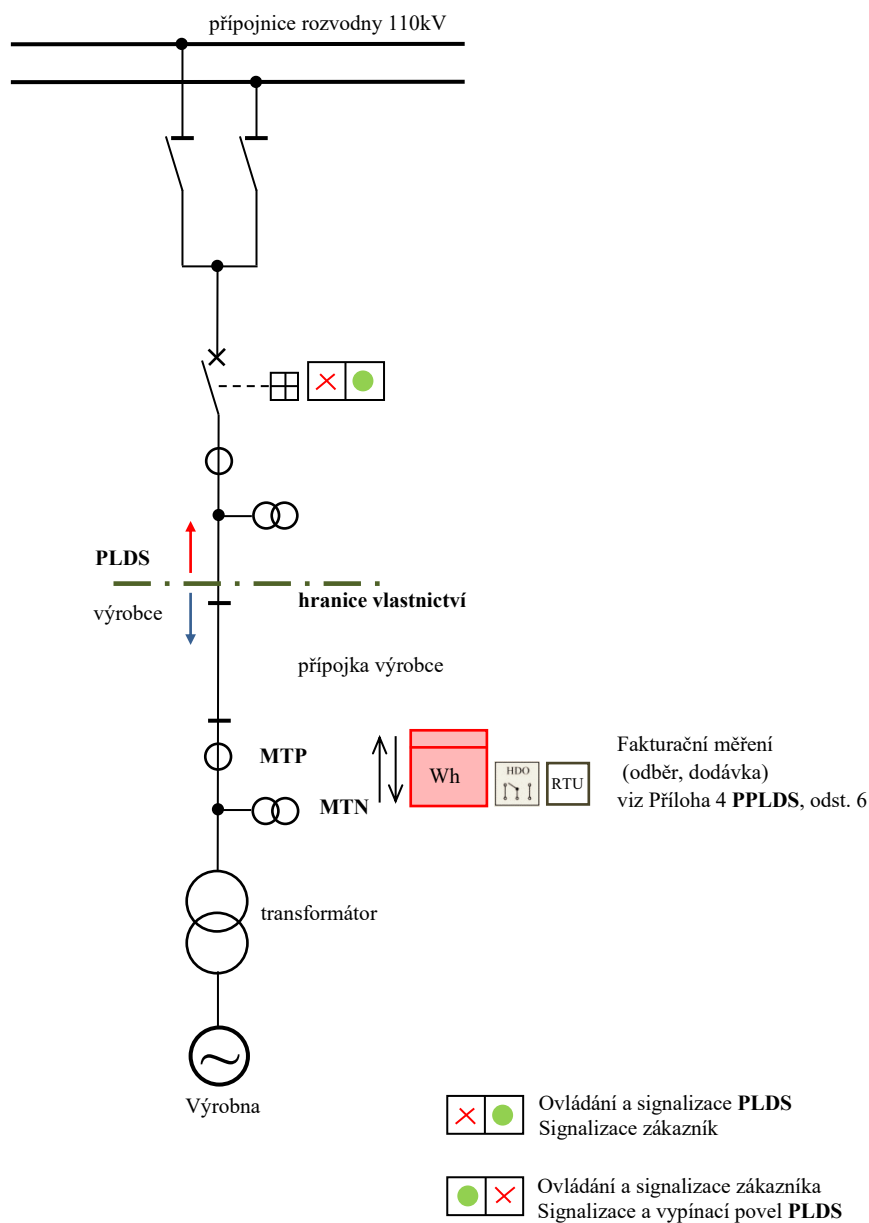 přípojnice rozvodny 110kV
PLDS
výrobce
hranice vlastnictví
přípojka výrobce
MTP
MTN
Wh
HDO
RTU
Fakturační měření
(odběr, dodávka)
viz Příloha 4 PPLDS, odst. 6
transformátor
Výrobna
Ovládání a signalizace PLDS
Signalizace zákazník
Ovládání a signalizace zákazníka
Signalizace a vypínací povel PLDS